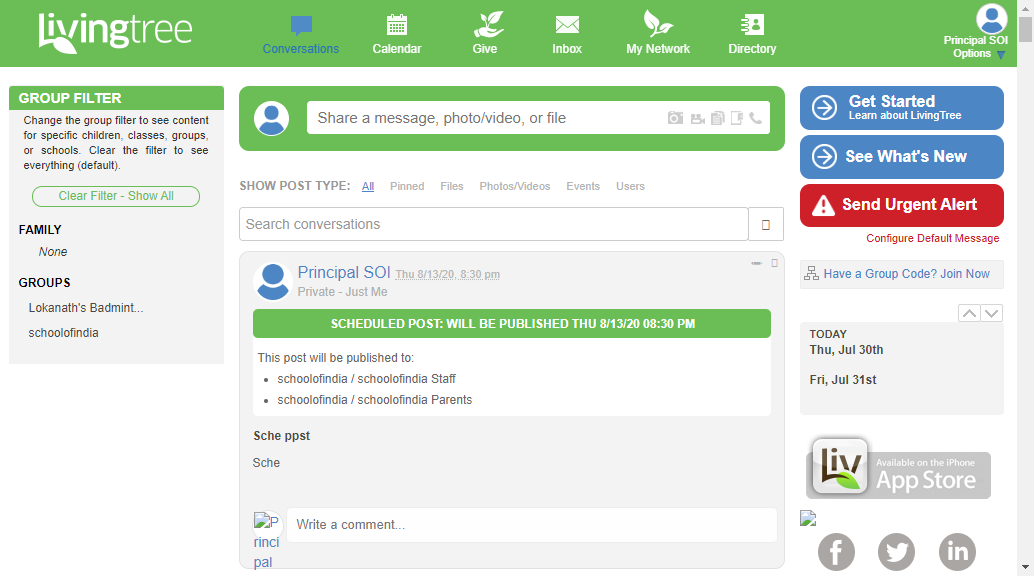 livingtree
Conversations
Calendar
Give
Inbox
My Network
Directory
Principal SOI
Options
GROUP FILTER
Change the group filter to see content
for specific children, classes, groups,
or schools. Clear the filter to see
everything (default).
Clear Filter - Show All
FAMILY
None
GROUPS
Lokanath's Badmint...
schoolofindia
Share a message, photo/video, or file
SHOW POST TYPE: All Pinned Files Photos/Videos Events Users
Search conversations
Principal SOI Thu 8/13/20, 8:30 pm
Private - Just Me
SCHEDULED POST: WILL BE PUBLISHED THU 8/13/20 08:30 PM
This post will be published to:
• schoolofindia / schoolofindia Staff
• schoolofindia / schoolofindia Parents
Sche ppst
Sche
P
rinci
pal
Write a comment...
Get Started
Learn about LivingTree
See What's New
Send Urgent Alert
Configure Default Message
Have a Group Code? Join Now
TODAY
Thu, Jul 30th
Fri, Jul 31st
Liv
Available on the iPhone
App Store
f
in